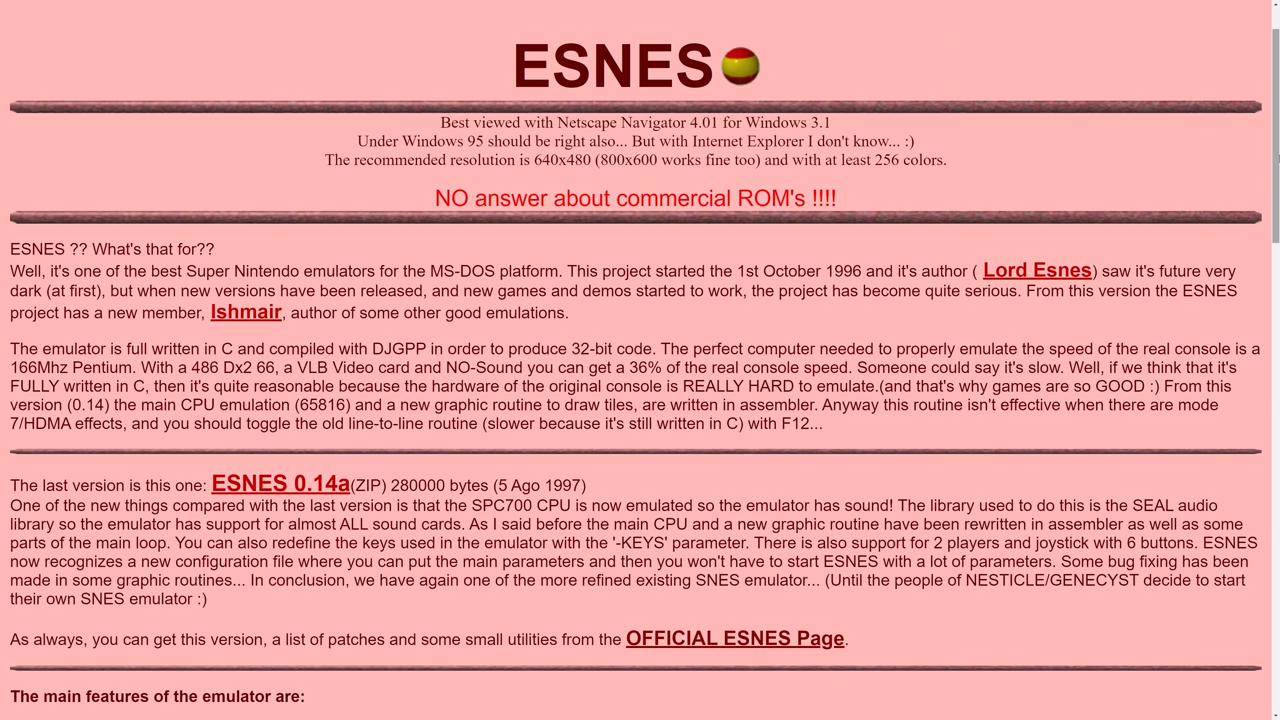 ESNES
Best viewed with Netscape Navigator 4.01 for Windows 3.1
Under Windows 95 should be right also... But with Internet Explorer I don't know... :)
The recommended resolution is 640x480 (800x600 works fine too) and with at least 256 colors.
NO answer about commercial ROM's !!!!
ESNES ?? What's that for??
Well, it's one of the best Super Nintendo emulators for the MS-DOS platform. This project started the 1st October 1996 and it's author ( Lord Esnes) saw it's future very
dark (at first), but when new versions have been released, and new games and demos started to work, the project has become quite serious. From this version the ESNES
project has a new member, Ishmair, author of some other good emulations.
The emulator is full written in C and compiled with DJGPP in order to produce 32-bit code. The perfect computer needed to properly emulate the speed of the real console is a
166Mhz Pentium. With a 486 Dx2 66, a VLB Video card and NO-Sound you can get a 36% of the real console speed. Someone could say it's slow. Well, if we think that it's
FULLY written in C, then it's quite reasonable because the hardware of the original console is REALLY HARD to emulate.(and that's why games are so GOOD :) From this
version (0.14) the main CPU emulation (65816) and a new graphic routine to draw tiles, are written in assembler. Anyway this routine isn't effective when there are mode
7/HDMA effects, and you should toggle the old line-to-line routine (slower because it's still written in C) with F12...
The last version is this one: ESNES 0.14a(ZIP) 280000 bytes (5 Ago 1997)
One of the new things compared with the last version is that the SPC700 CPU is now emulated so the emulator has sound! The library used to do this is the SEAL audio
library so the emulator has support for almost ALL sound cards. As I said before the main CPU and a new graphic routine have been rewritten in assembler as well as some
parts of the main loop. You can also redefine the keys used in the emulator with the '-KEYS' parameter. There is also support for 2 players and joystick with 6 buttons. ESNES
now recognizes a new configuration file where you can put the main parameters and then you won't have to start ESNES with a lot of parameters. Some bug fixing has been
made in some graphic routines... In conclusion, we have again one of the more refined existing SNES emulator... (Until the people of NESTICLE/GENECYST decide to start
their own SNES emulator :)
As always, you can get this version, a list of patches and some small utilities from the OFFICIAL ESNES Page.
The main features of the emulator are: